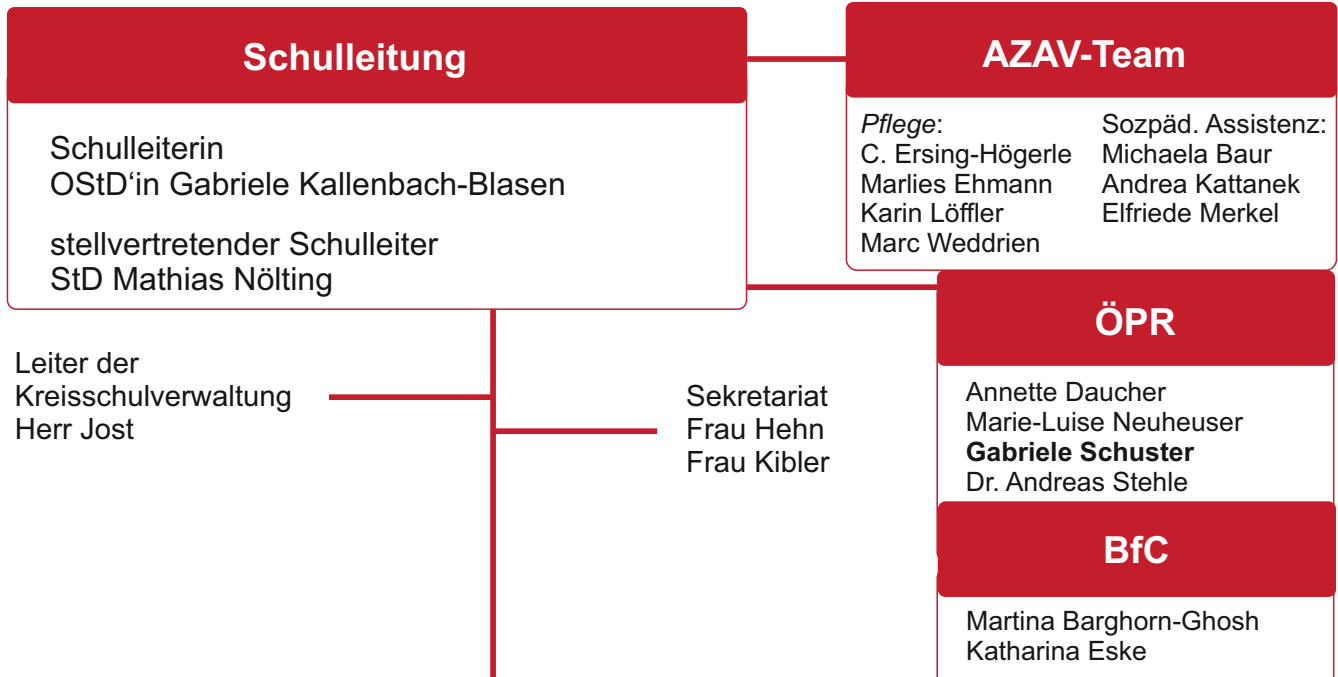 Schulleitung
Schulleiterin
OStD‘in Gabriele Kallenbach-Blasen
stellvertretender Schulleiter
StD Mathias Nölting
AZAV-Team
Pflege:
C. Ersing-Högerle
Marlies Ehmann
Karin Löffler
Marc Weddrien
Sozpäd. Assistenz:
Michaela Baur
Andrea Kattanek
Elfriede Merkel
Leiter der
Kreisschulverwaltung
Herr Jost
Sekretariat
Frau Hehn
Frau Kibler
ÖPR
Annette Daucher
Marie-Luise Neuheuser
Gabriele Schuster
Dr. Andreas Stehle
BfC
Martina Barghorn-Ghosh
Katharina Eske